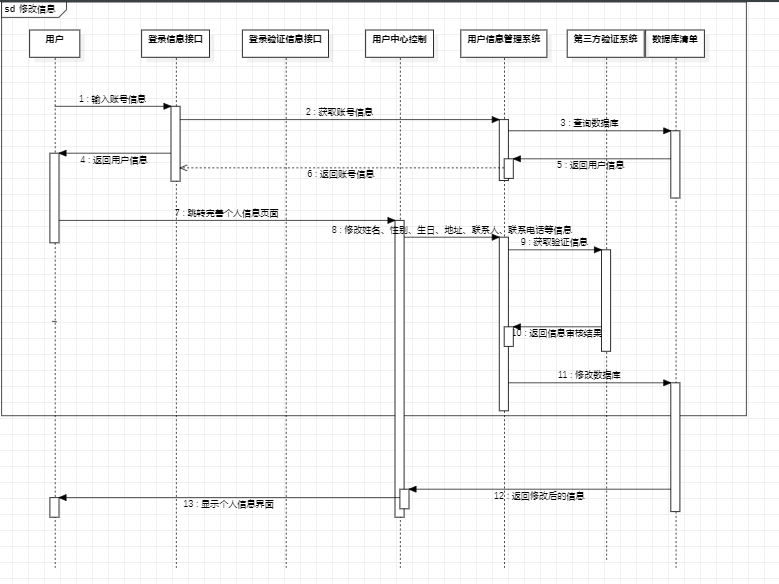 sd 修改信息
用户
登录信息接口
登录验证信息接口
用户中心控制
用户信息管理系统
第三方验证系统
数据库清单
1 : 输入账号信息
2 : 获取账号信息
3 : 查询数据库
4 : 返回用户信息
5 : 返回用户信息
6 : 返回账号信息
7 : 跳转完善个人信息页面
8 : 修改姓名、性别、生日、地址、联系人、联系电话等信息
9 : 获取验证信息
10 : 返回信息审核结果
11 : 修改数据库
12 : 返回修改后的信息
13 : 显示个人信息界面